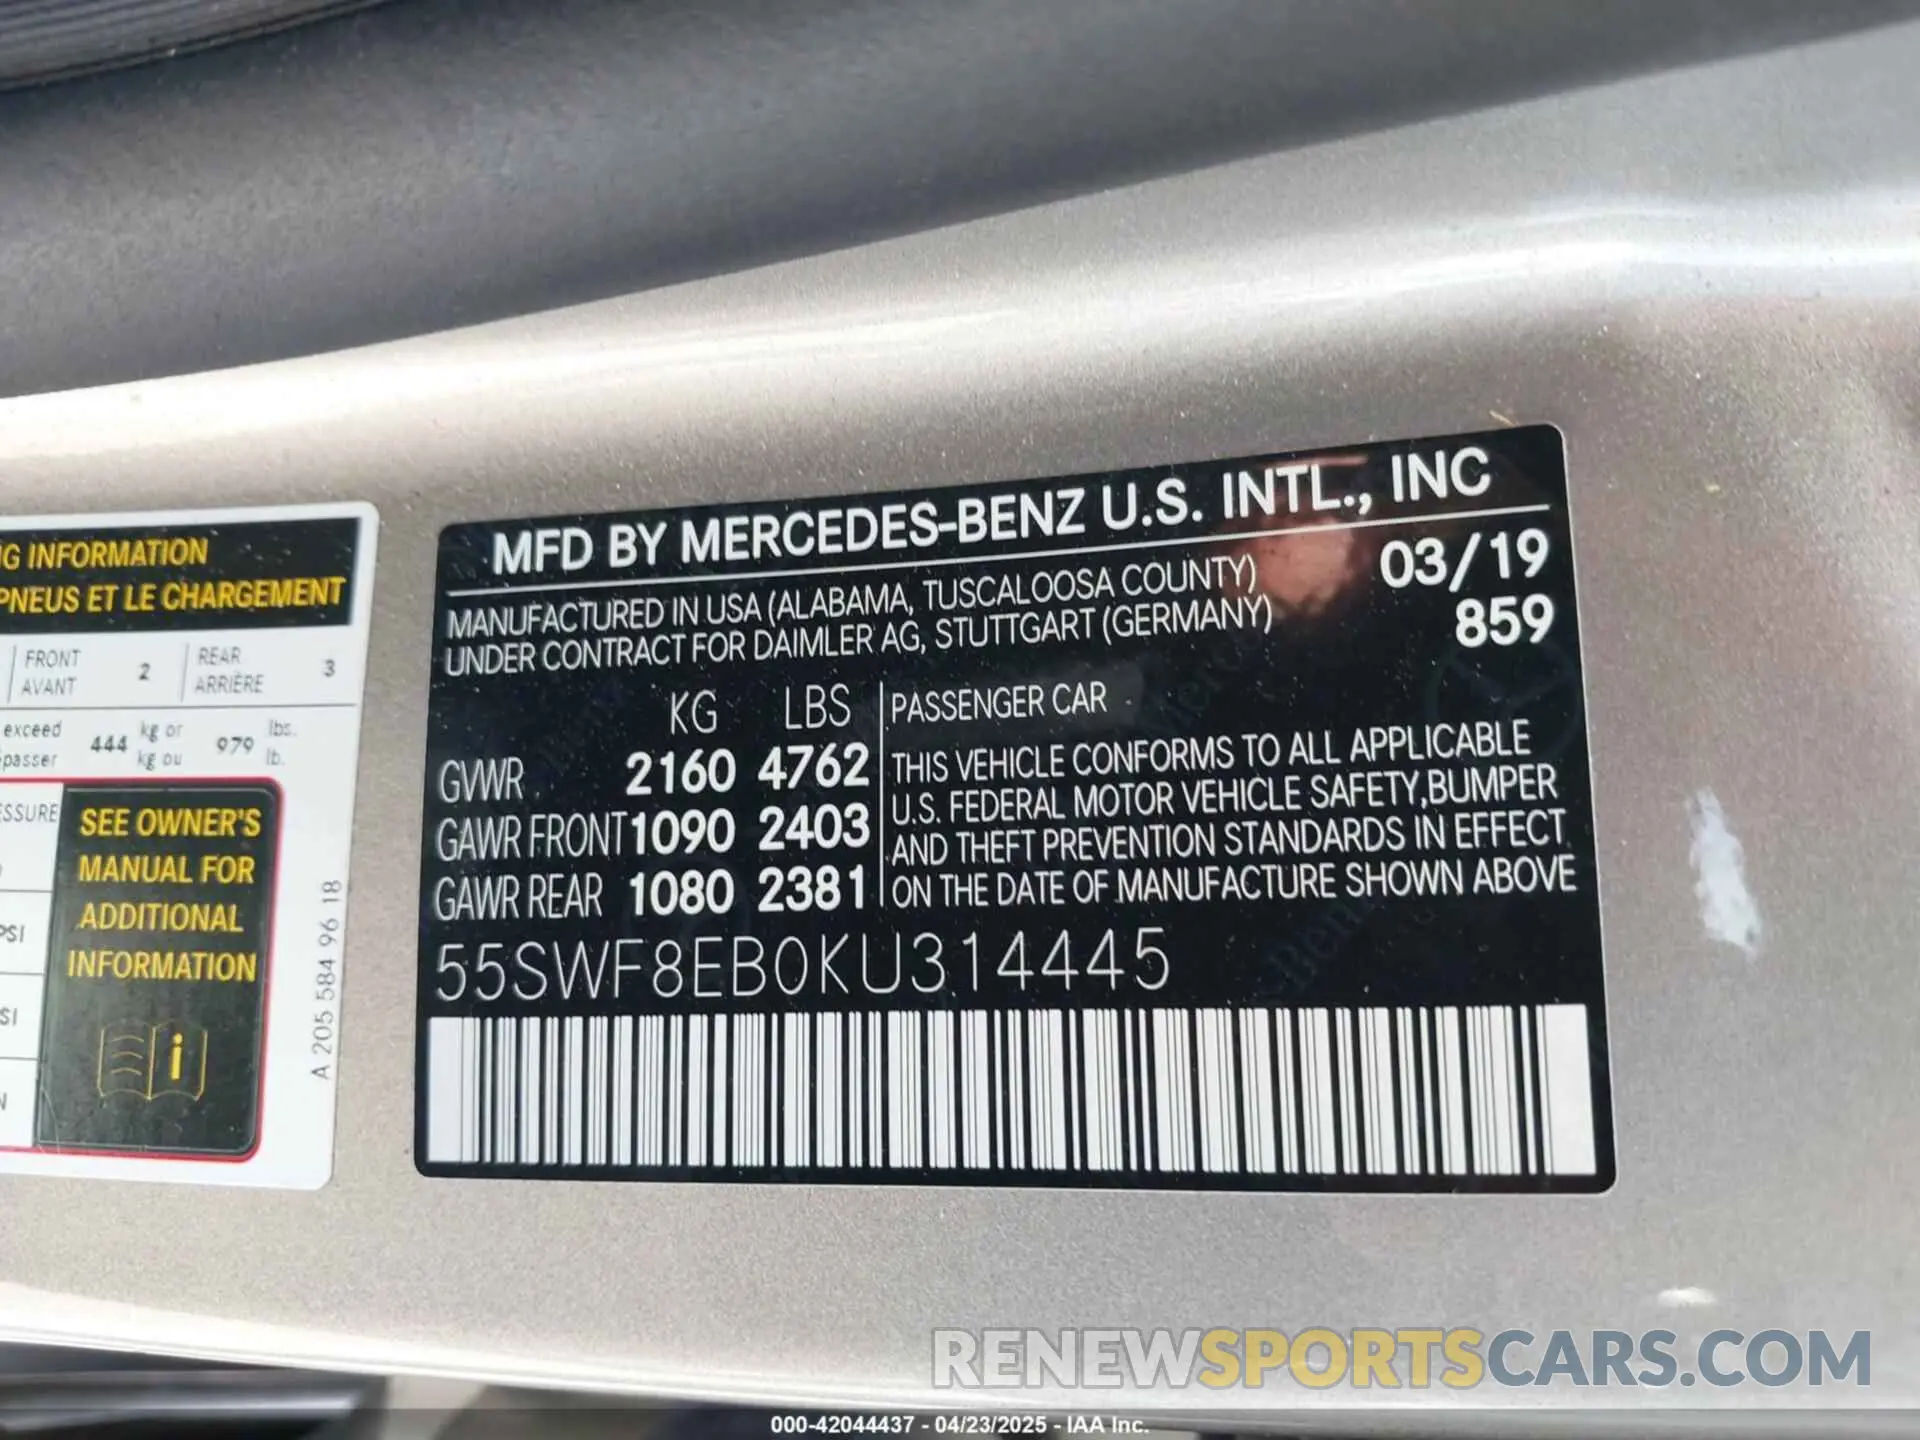 G INFORMATION
PNEUS ET LE CHARGEMENT
FRONT 2 REAR 3
AVANT ARRIÈRE
exceed 444 kg or 979 lbs.
passer kg ou lb.
ESSURE
SEE OWNER'S
MANUAL FOR
ADDITIONAL
INFORMATION
PSI
SI
N
i
A 205 584 96 18
MFD BY MERCEDES-BENZ U.S. INTL., INC
MANUFACTURED IN USA (ALABAMA, TUSCALOOSA COUNTY) 03/19
UNDER CONTRACT FOR DAIMLER AG, STUTTGART (GERMANY) 859
KG LBS PASSENGER CAR
GVWR 2160 4762 THIS VEHICLE CONFORMS TO ALL APPLICABLE
U.S. FEDERAL MOTOR VEHICLE SAFETY, BUMPER
GAWR FRONT 1090 2403 AND THEFT PREVENTION STANDARDS IN EFFECT
GAWR REAR 1080 2381 ON THE DATE OF MANUFACTURE SHOWN ABOVE
55SWF8EB0KU314445
RENEWSPORTSCARS.COM
000-42044437 - 04/23/2025 - IAA Inc.